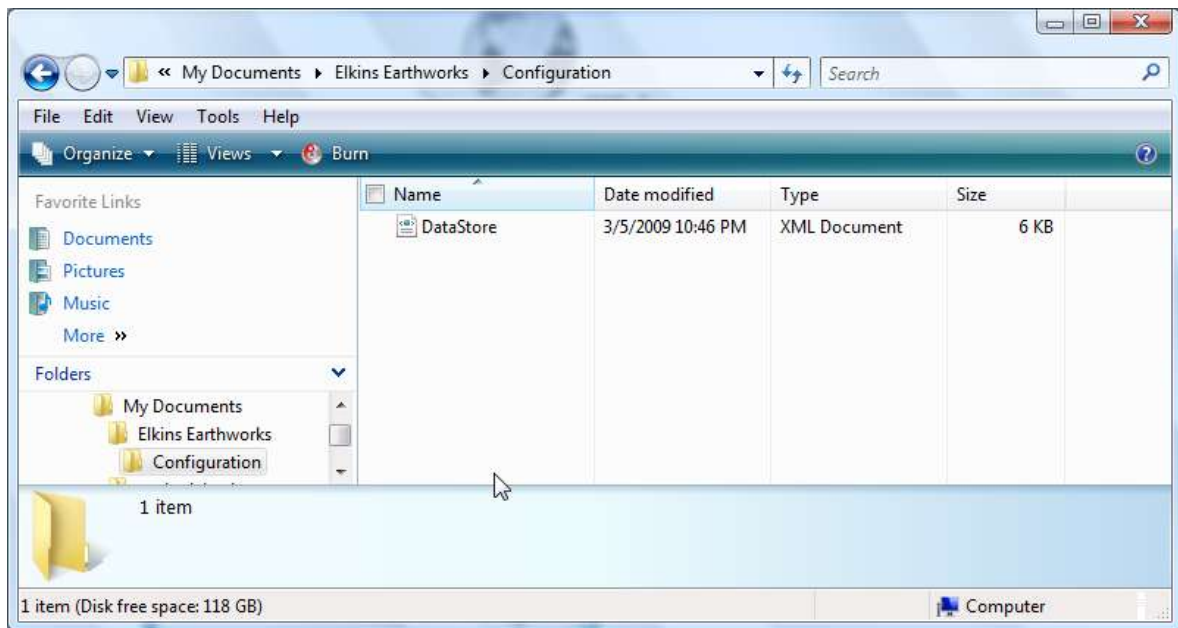 « My Documents ▸ Elkins Earthworks ▸ Configuration Search
File Edit View Tools Help
Organize Views Burn
Favorite Links
Documents
Pictures
Music
More »
Folders
My Documents
Elkins Earthworks
Configuration
Name Date modified Type Size
DataStore 3/5/2009 10:46 PM XML Document 6 KB
1 item
1 item (Disk free space: 118 GB) Computer